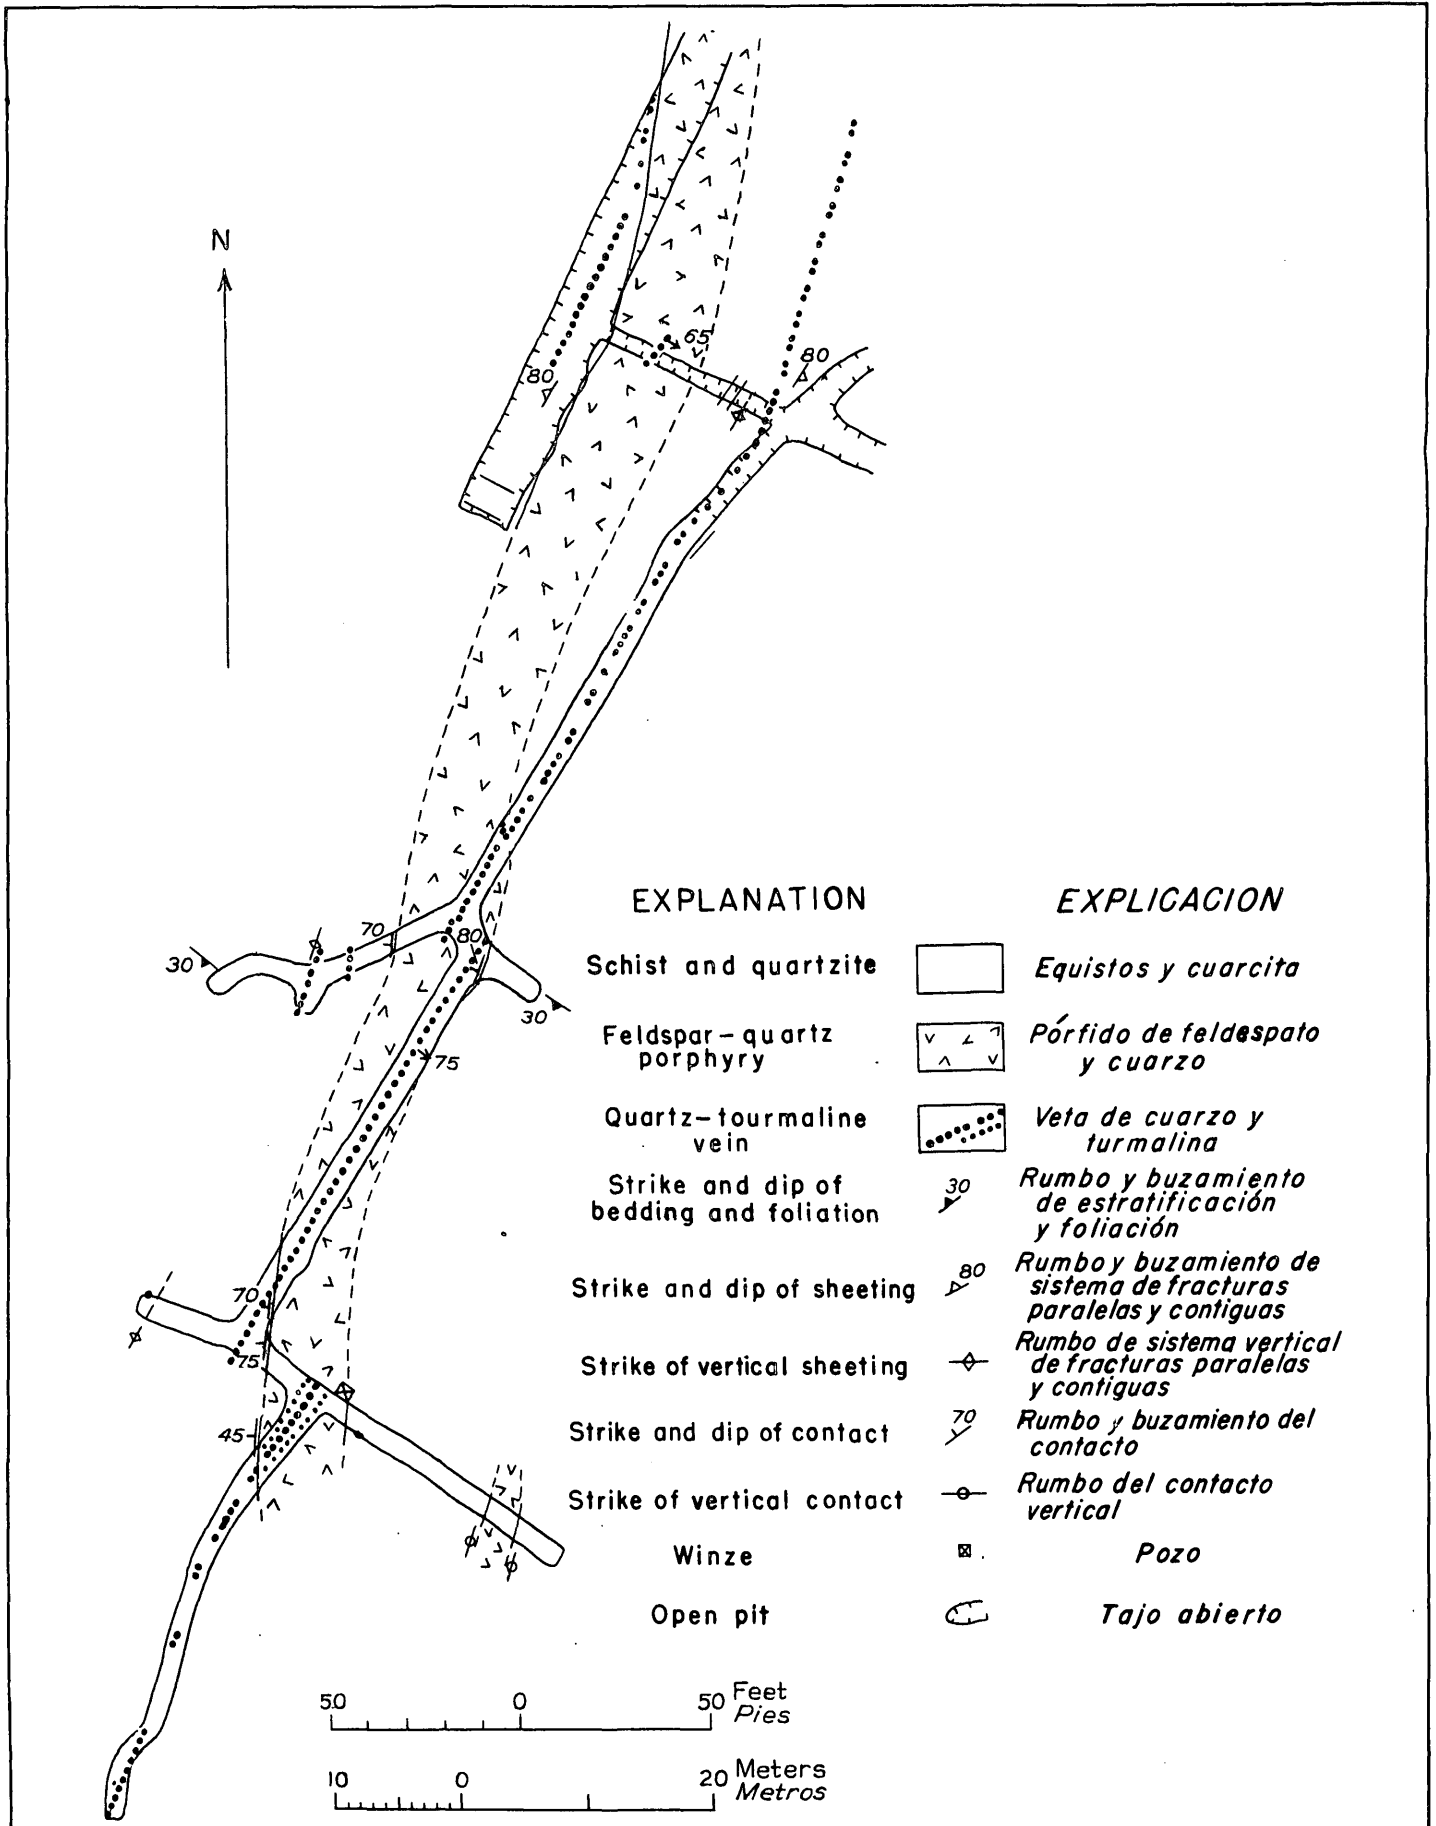 N
65
80
80
EXPLANATION
EXPLICACION
70
80
30
30
Schist and quartzite
Equistos y cuarcita
75
Feldspar-quartz
porphyry
Pórfido de feldespato
y cuarzo
Quartz-tourmaline
vein
Veta de cuarzo y
turmalina
Strike and dip of
bedding and foliation
30
Rumbo y buzamiento
de estratificación
y foliación
Strike and dip of sheeting
80
Rumbo y buzamiento de
sistema de fracturas
paralelas y contiguas
70
75
Strike of vertical sheeting
Rumbo de sistema vertical
de fracturas paralelas
y contiguas
45
Strike and dip of contact
70
Rumbo y buzamiento del
contacto
Strike of vertical contact
Rumbo del contacto
vertical
Winze
Pozo
Open pit
Tajo abierto
50 0 50 Feet
Pies
10 0 20 Meters
Metros